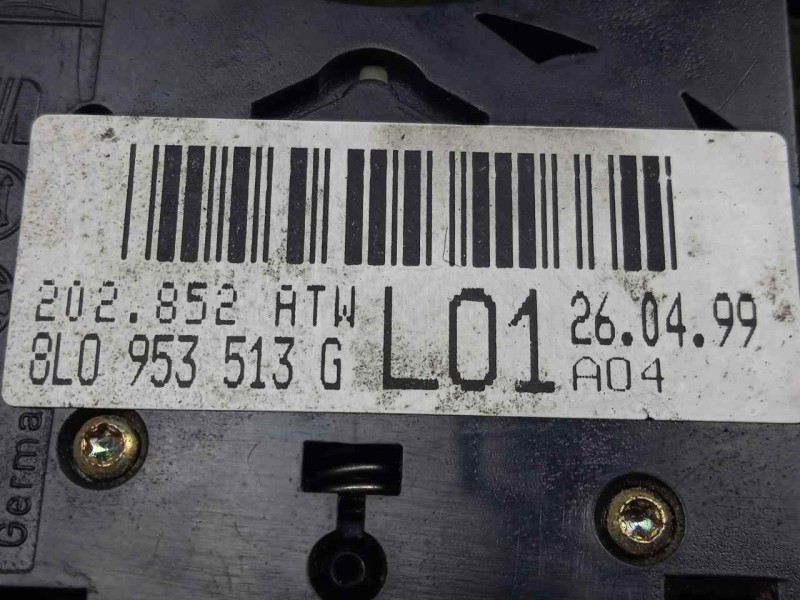 202.852 ATW
8L0 953 513 G
L01
26.04.99
A04
Germa